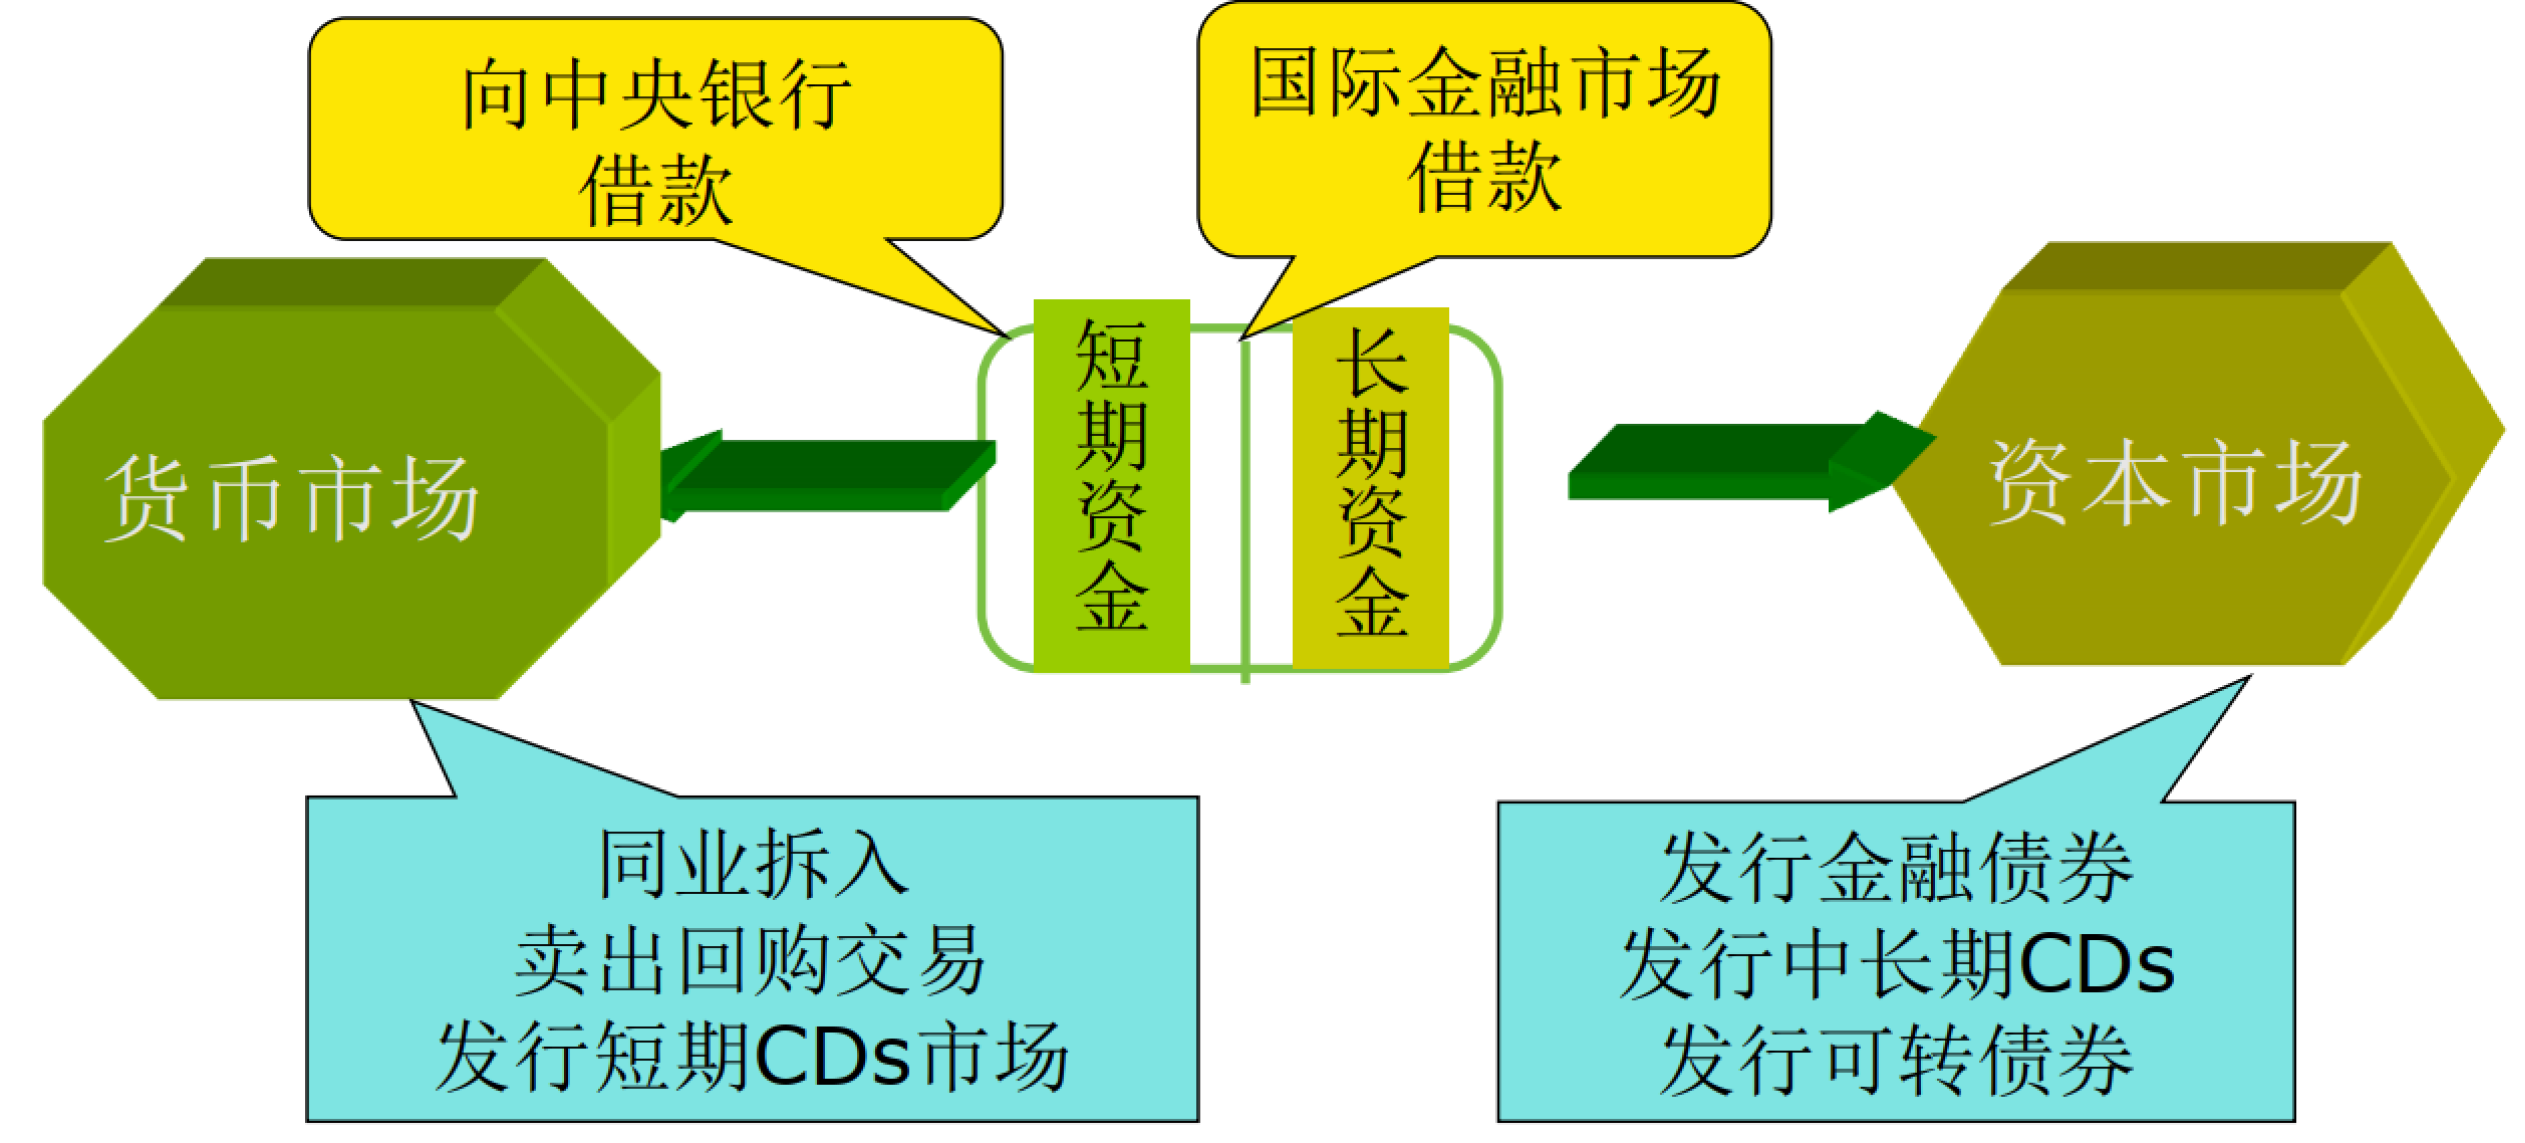 向中央银行
借款
国际金融市场
借款
货币市场
短期资金
长期资金
资本市场
同业拆入
卖出回购交易
发行短期CDs市场
发行金融债券
发行中长期CDs
发行可转债券